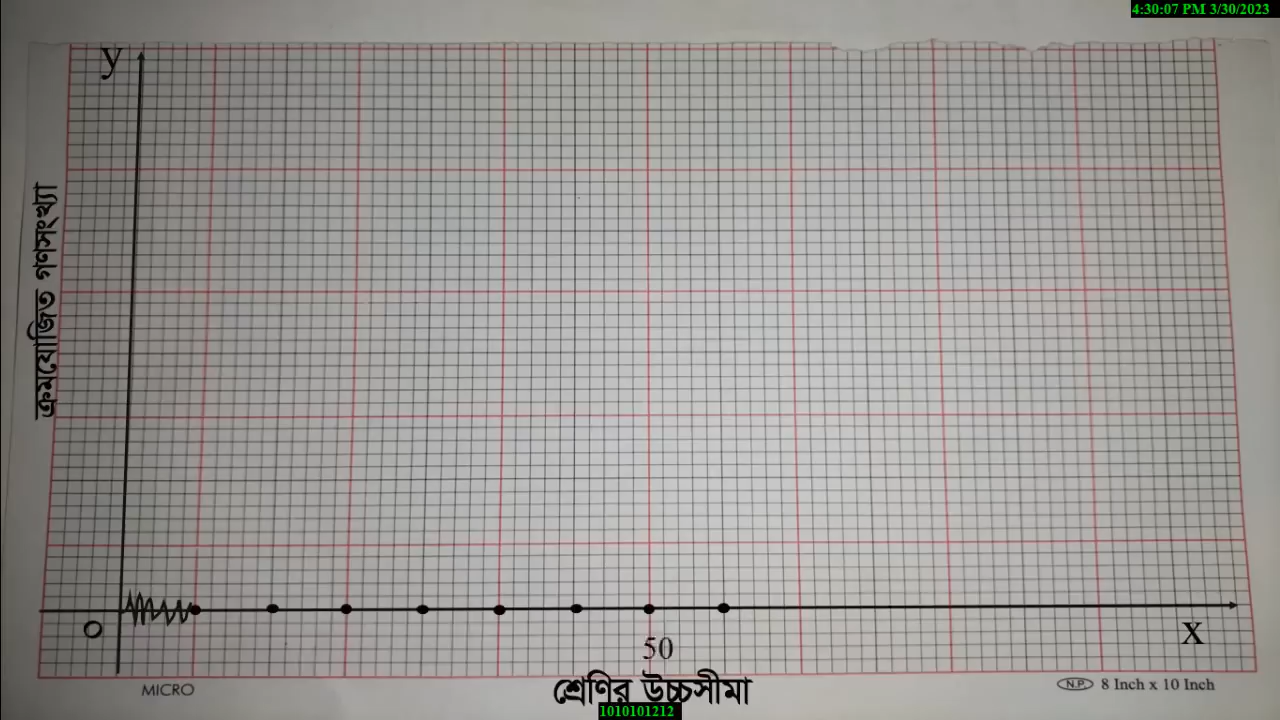 4:30:07 PM 3/30/2023
y
ক্রমযোজিত গণসংখ্যা
O
50
X
শ্রেণির উচ্চসীমা
MICRO
N.P. 8 Inch x 10 Inch
1010101212